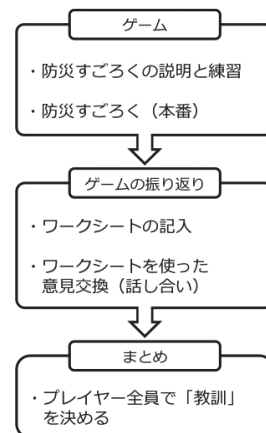 ゲーム
・防災すごろくの説明と練習
・防災すごろく（本番）
ゲームの振り返り
・ワークシートの記入
・ワークシートを使った
意見交換（話し合い）
まとめ
・プレイヤー全員で「教訓」
を決める